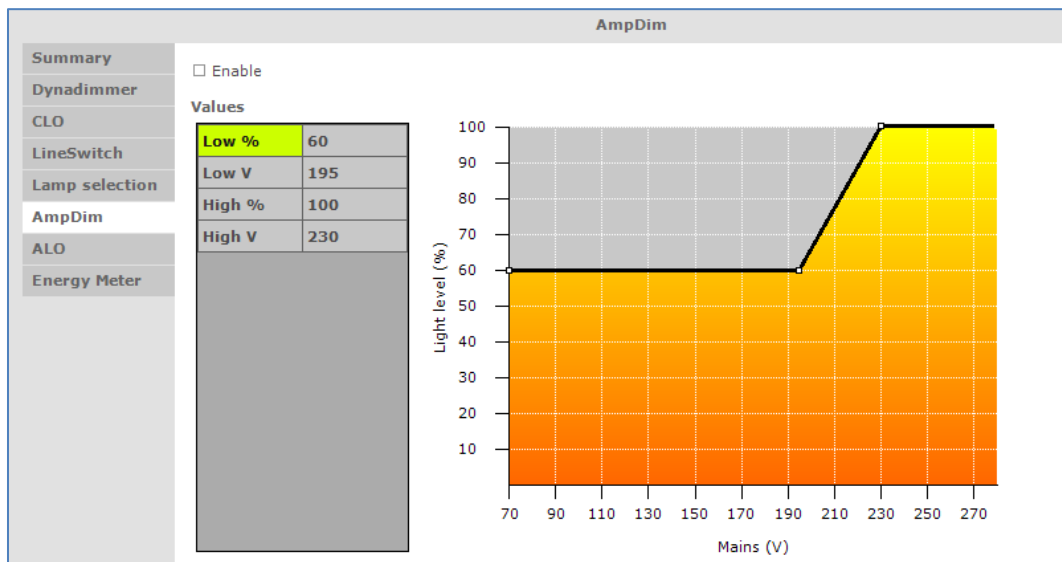 AmpDim
Summary
Dynadimmer
CLO
LineSwitch
Lamp selection
AmpDim
ALO
Energy Meter
Enable
Values
Low % 60
Low V 195
High % 100
High V 230
100
90
80
70
60
50
40
30
20
10
Light level (%)
70 90 110 130 150 170 190 210 230 250 270
Mains (V)